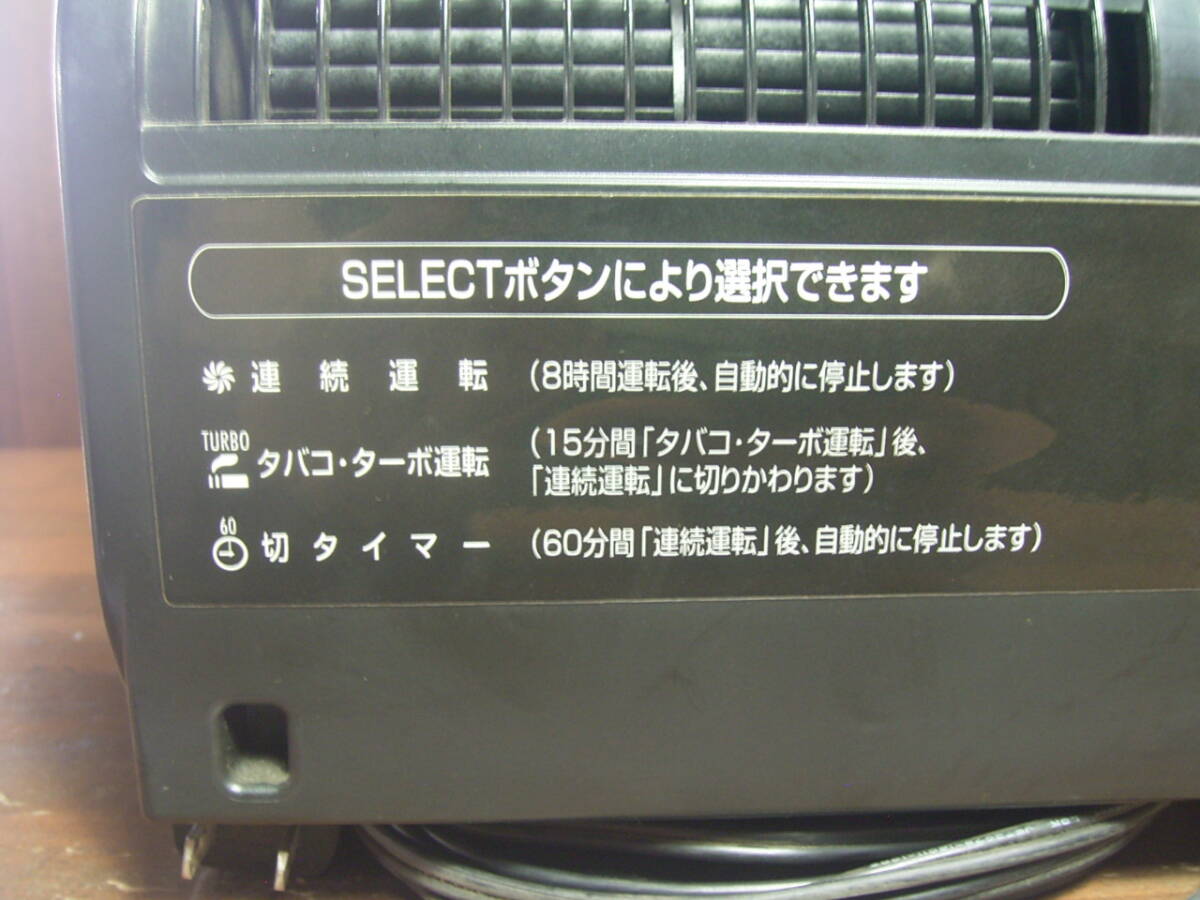 SELECTボタンにより選択できます
連続運転 (8時間運転後、自動的に停止します)
TURBO
タバコ・ターボ運転 (15分間「タバコ・ターボ運転」後、
「連続運転」に切りかわります)
60
切タイマー (60分間「連続運転」後、自動的に停止します)